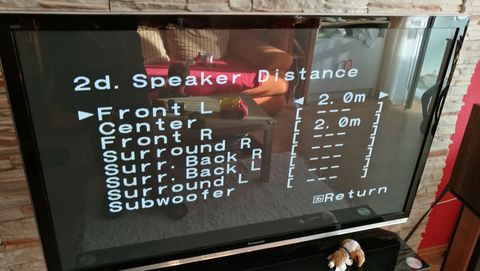 2d. Speaker Distance
▶Front L ◀ 2.0m ▶
Center [ --- ]
Front R [ 2.0m ]
Surround R [ --- ]
Surr. Back R [ --- ]
Surr. Back L [ --- ]
Surround L [ --- ]
Subwoofer [ --- ]
Return
Panasonic